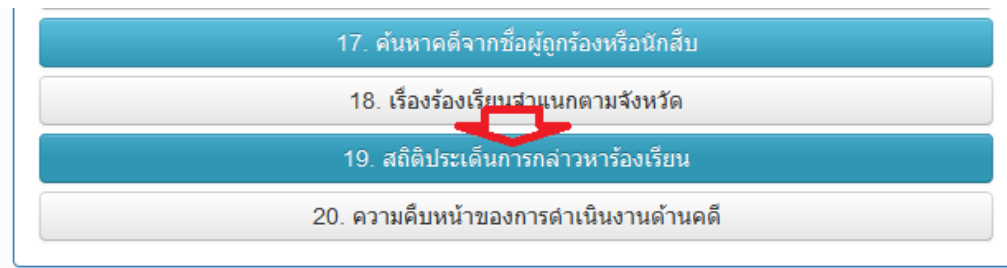 17. ค้นหาคดีจากชื่อผู้ถูกร้องหรือนักสืบ
18. เรื่องร้องเรียนจำแนกตามจังหวัด
19. สถิติประเด็นการกล่าวหาร้องเรียน
20. ความคืบหน้าของการดำเนินงานด้านคดี